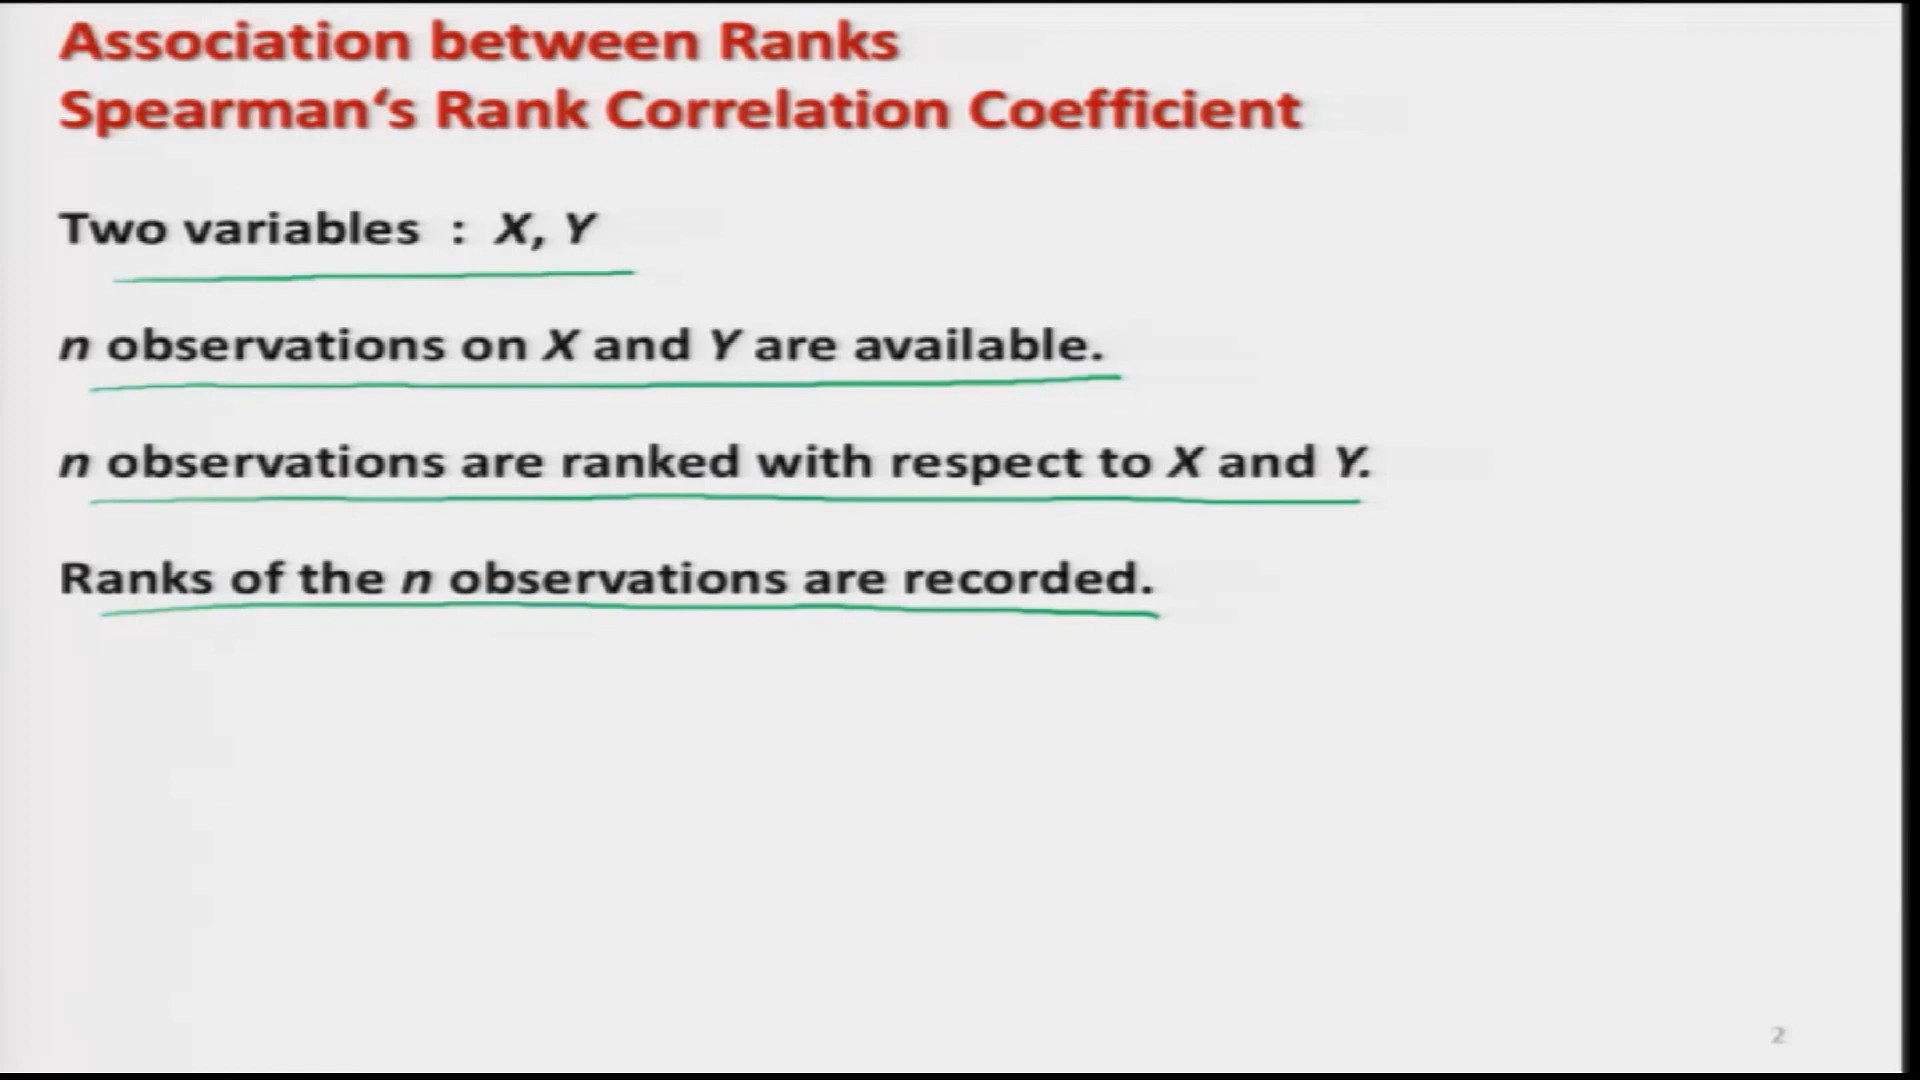 Association between Ranks
Spearman‘s Rank Correlation Coefficient
Two variables : X, Y
n observations on X and Y are available.
n observations are ranked with respect to X and Y.
Ranks of the n observations are recorded.
2